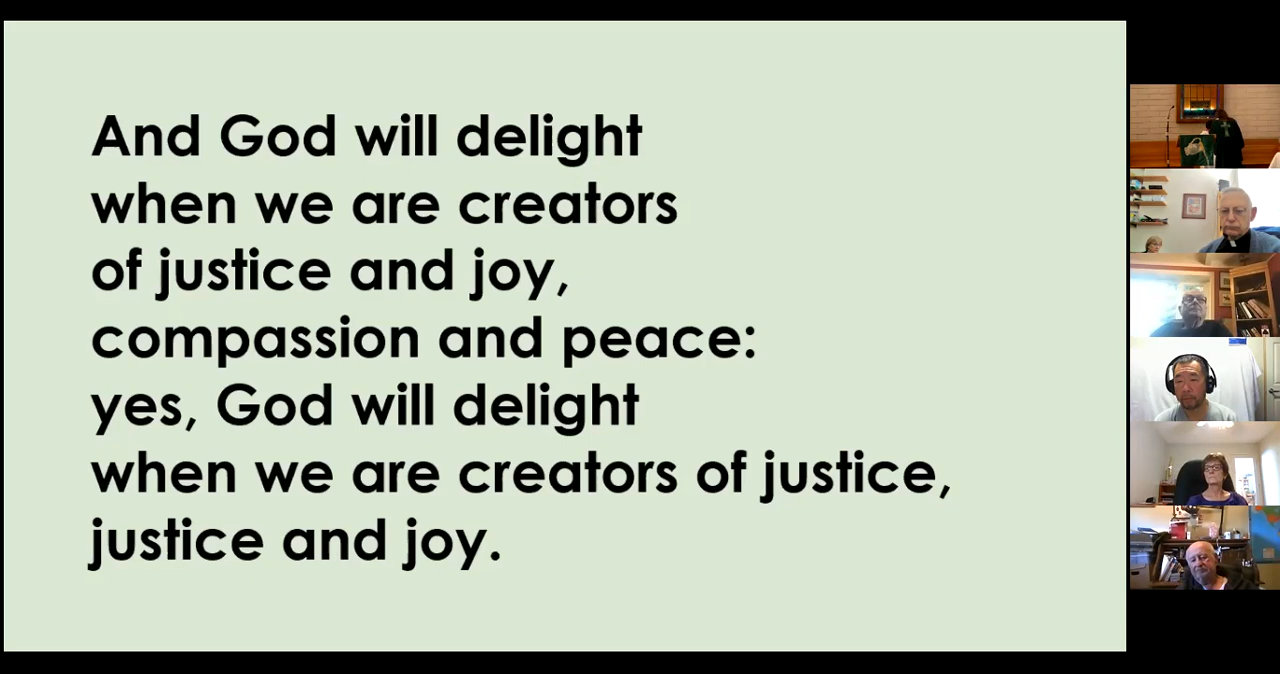 And God will delight
when we are creators
of justice and joy,
compassion and peace:
yes, God will delight
when we are creators of justice,
justice and joy.